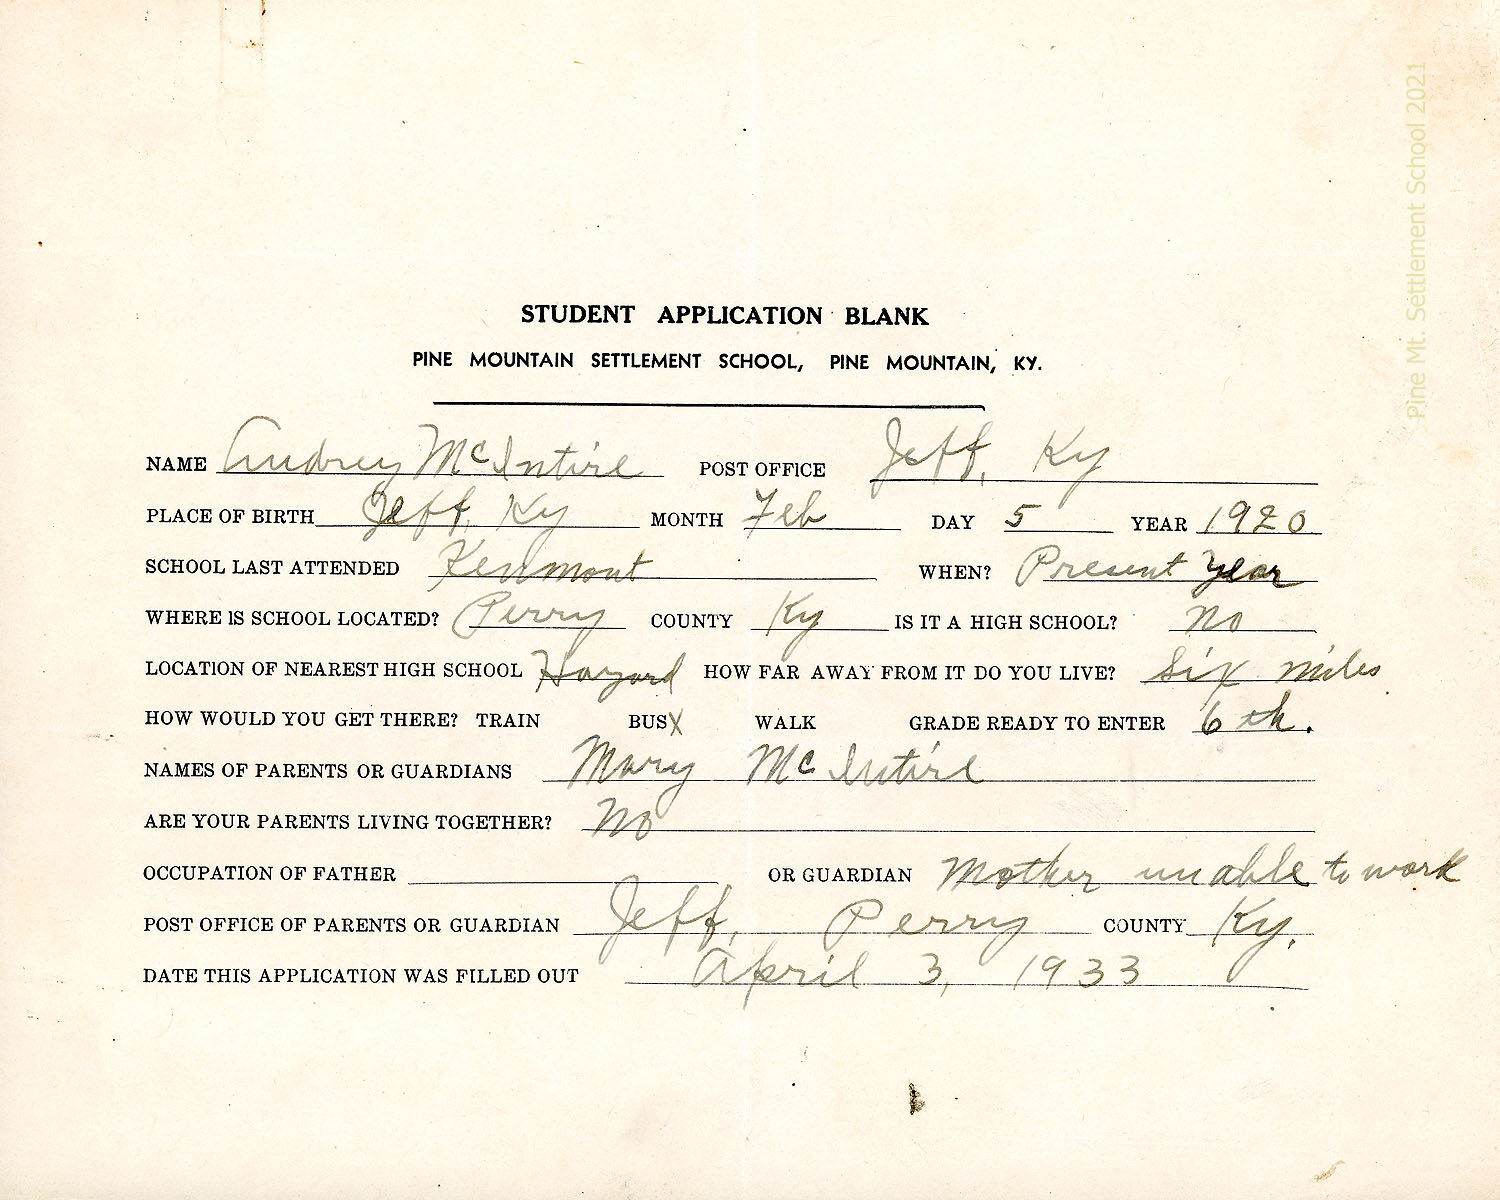 STUDENT APPLICATION BLANK
PINE MOUNTAIN SETTLEMENT SCHOOL, PINE MOUNTAIN, KY.
NAME Audrey McIntire POST OFFICE Jeff, Ky
PLACE OF BIRTH Jeff, Ky MONTH Feb DAY 5 YEAR 1920
SCHOOL LAST ATTENDED Kenmont WHEN? Present Year
WHERE IS SCHOOL LOCATED? Perry COUNTY Ky IS IT A HIGH SCHOOL? No
LOCATION OF NEAREST HIGH SCHOOL Hazard HOW FAR AWAY FROM IT DO YOU LIVE? Six miles
HOW WOULD YOU GET THERE? TRAIN BUS X WALK GRADE READY TO ENTER 6th.
NAMES OF PARENTS OR GUARDIANS Mary McIntire
ARE YOUR PARENTS LIVING TOGETHER? No
OCCUPATION OF FATHER OR GUARDIAN Mother unable to work
POST OFFICE OF PARENTS OR GUARDIAN Jeff, Perry COUNTY Ky.
DATE THIS APPLICATION WAS FILLED OUT April 3, 1933
Pine Mt. Settlement School 2021